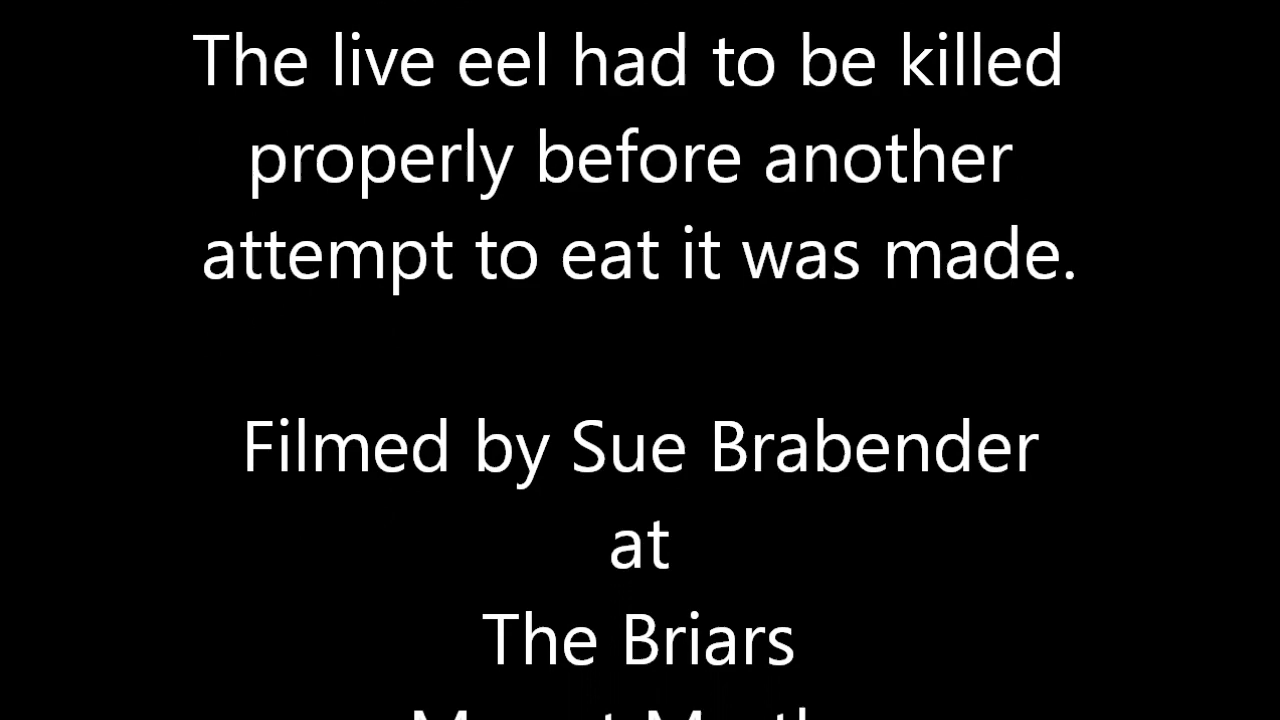 The live eel had to be killed
properly before another
attempt to eat it was made.
Filmed by Sue Brabender
at
The Briars